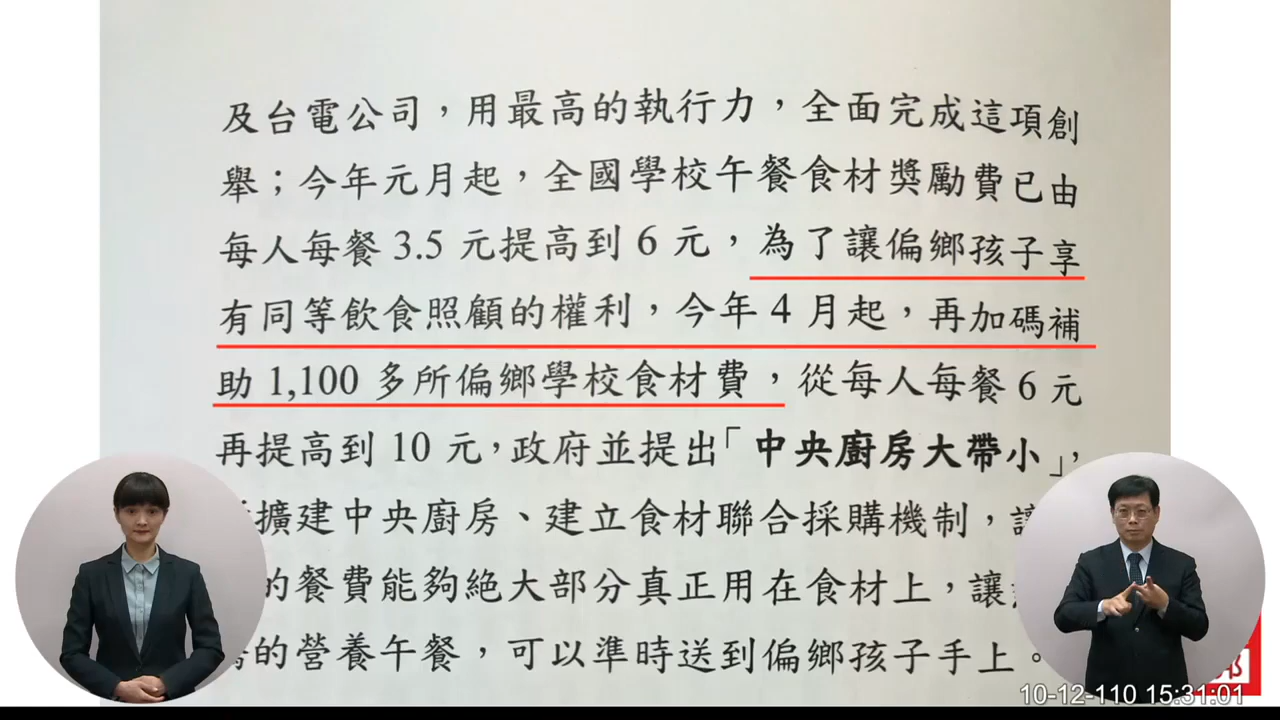 及台電公司，用最高的執行力，全面完成這項創
舉；今年元月起，全國學校午餐食材獎勵費已由
每人每餐 3.5 元提高到 6 元，為了讓偏鄉孩子享
有同等飲食照顧的權利，今年 4 月起，再加碼補
助 1,100 多所偏鄉學校食材費，從每人每餐 6 元
再提高到 10 元，政府並提出「中央廚房大帶小」，
擴建中央廚房、建立食材聯合採購機制，讓
的餐費能夠絕大部分真正用在食材上，讓
的營養午餐，可以準時送到偏鄉孩子手上。
10-12-110 15:31:01